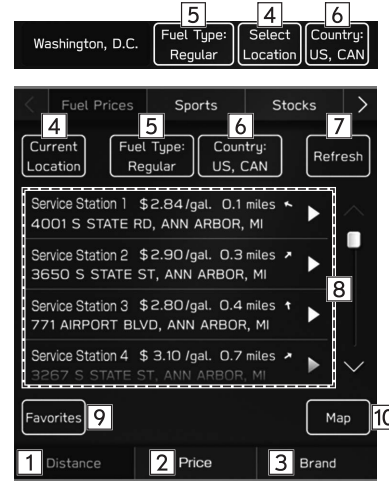 5 4 6
Washington, D.C. Fuel Type: Regular Select Location Country: US, CAN
< Fuel Prices Sports Stocks >
4 5 6 7
Current Location Fuel Type: Regular Country: US, CAN Refresh
Service Station 1 $2.84/gal. 0.1 miles
4001 S STATE RD, ANN ARBOR, MI
Service Station 2 $2.90/gal. 0.3 miles
3650 S STATE ST, ANN ARBOR, MI
8
Service Station 3 $2.80/gal. 0.4 miles
771 AIRPORT BLVD, ANN ARBOR, MI
Service Station 4 $ 3.10 /gal. 0.7 miles
3267 S STATE ST, ANN ARBOR, MI
Favorites 9 Map 10
1 Distance 2 Price 3 Brand